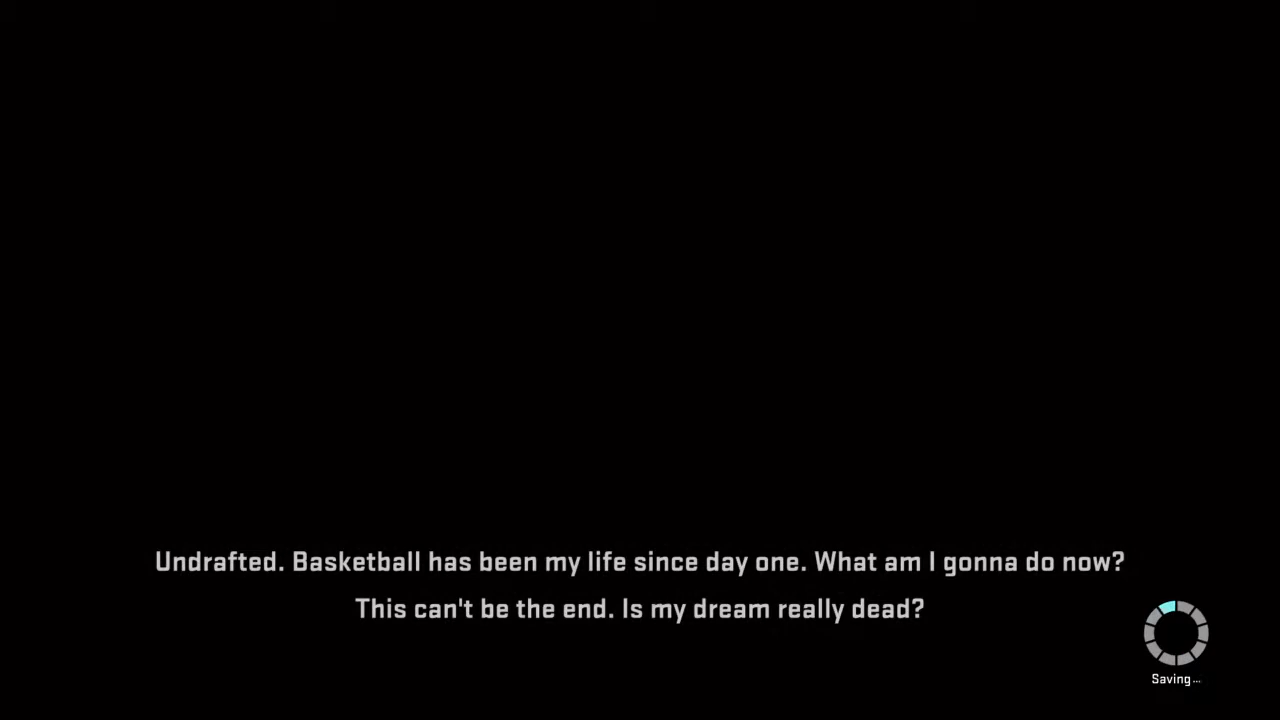 Undrafted. Basketball has been my life since day one. What am I gonna do now?
This can't be the end. Is my dream really dead?
Saving...